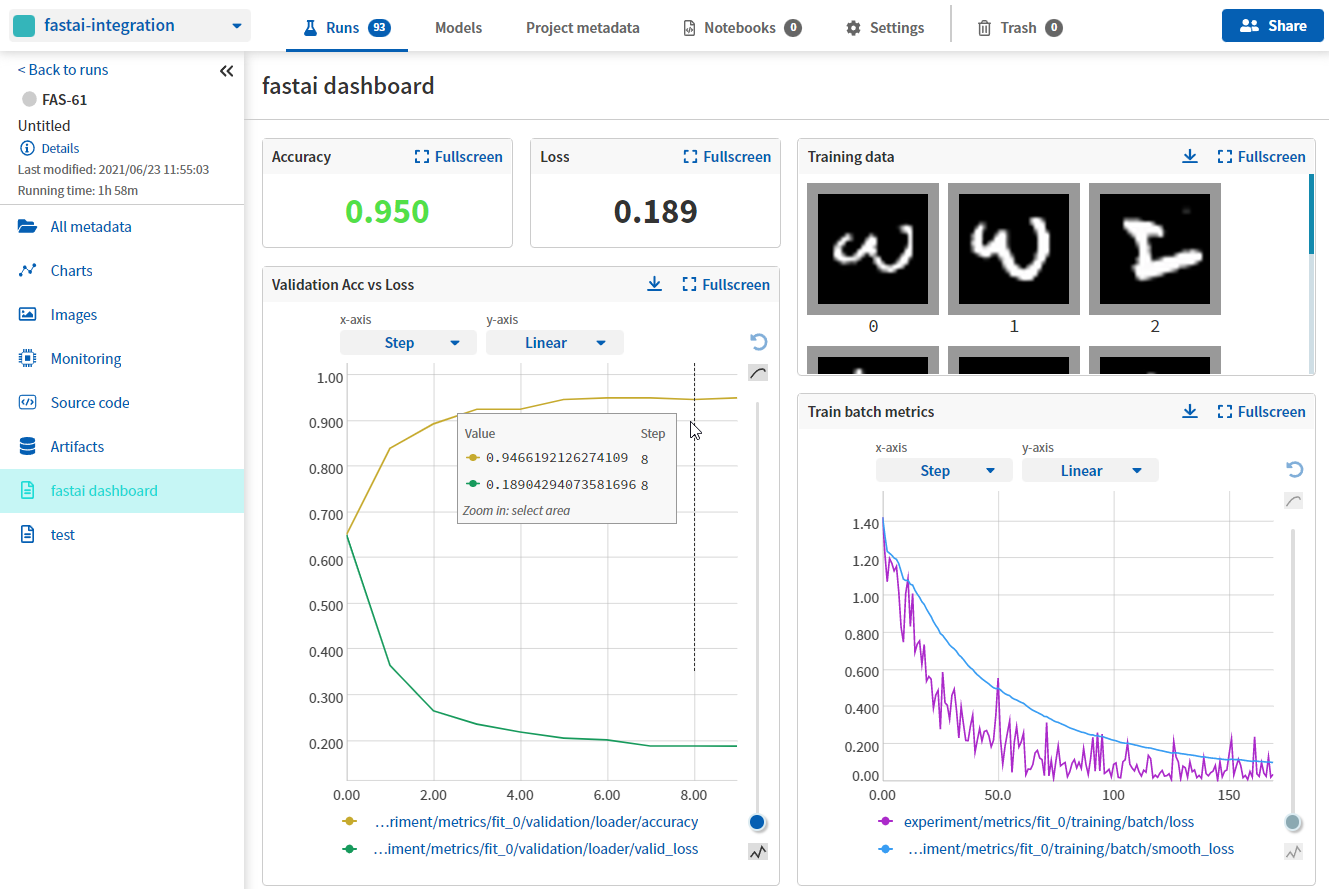 fastai-integration
Runs 93
Models
Project metadata
Notebooks 0
Settings
Trash 0
Share
< Back to runs
FAS-61
Untitled
Details
Last modified: 2021/06/23 11:55:03
Running time: 1h 58m
All metadata
Charts
Images
Monitoring
Source code
Artifacts
fastai dashboard
test
fastai dashboard
Accuracy
Fullscreen
0.950
Loss
Fullscreen
0.189
Validation Acc vs Loss
Fullscreen
x-axis
y-axis
Step
Linear
1.00
0.900
0.800
0.700
0.600
0.500
0.400
0.300
0.200
Value Step
0.9466192126274109 8
0.18904294073581696 8
Zoom in: select area
0.00 2.00 4.00 6.00 8.00
...riment/metrics/fit_0/validation/loader/accuracy
...iment/metrics/fit_0/validation/loader/valid_loss
Training data
Fullscreen
0 1 2
Train batch metrics
Fullscreen
x-axis
y-axis
Step
Linear
1.40
1.20
1.00
0.800
0.600
0.400
0.200
0.00
0.00 50.0 100 150
experiment/metrics/fit_0/training/batch/loss
...iment/metrics/fit_0/training/batch/smooth_loss